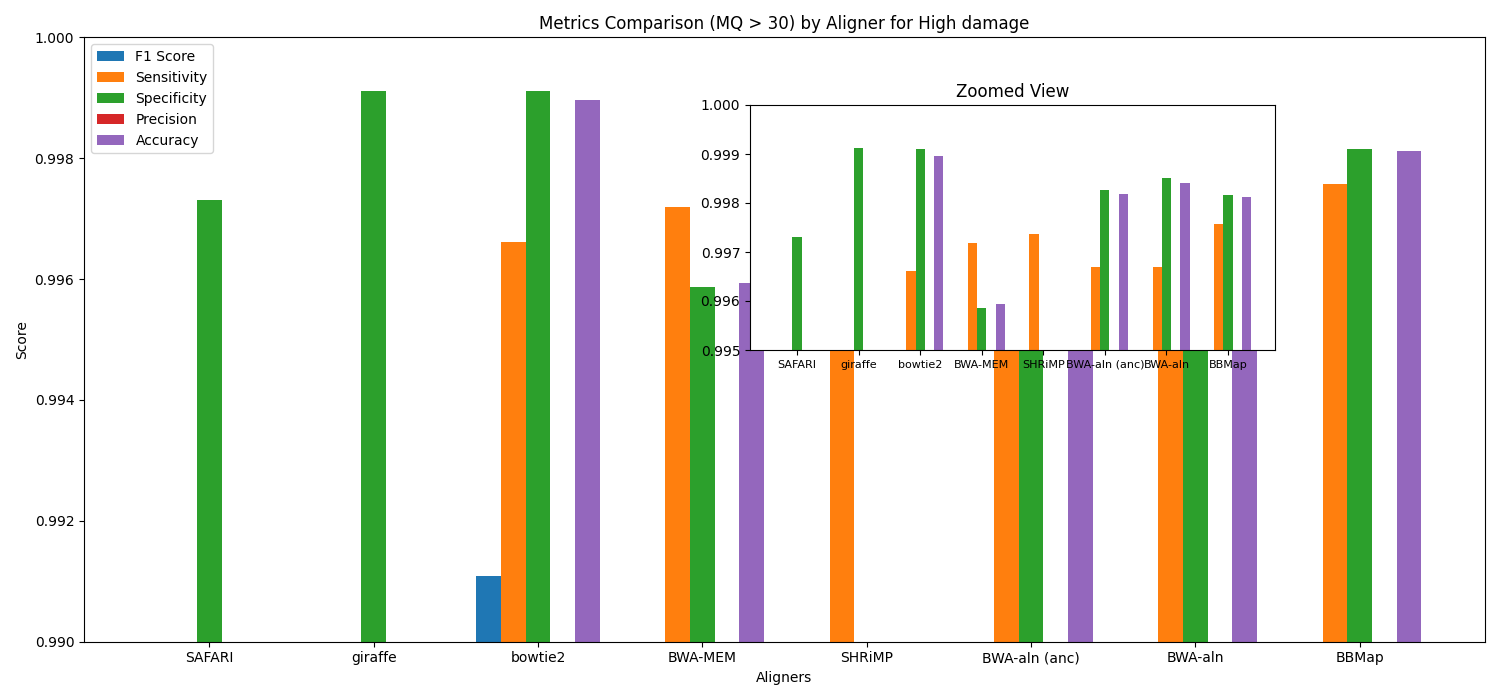 Metrics Comparison (MQ > 30) by Aligner for High damage
1.000
0.998
0.996
0.994
0.992
0.990
Score
F1 Score
Sensitivity
Specificity
Precision
Accuracy
Zoomed View
1.000
0.999
0.998
0.997
0.996
0.995
SAFARI giraffe bowtie2 BWA-MEM SHRiMP BWA-aln (anc) BWA-aln BBMap
SAFARI giraffe bowtie2 BWA-MEM SHRiMP BWA-aln (anc) BWA-aln BBMap
Aligners